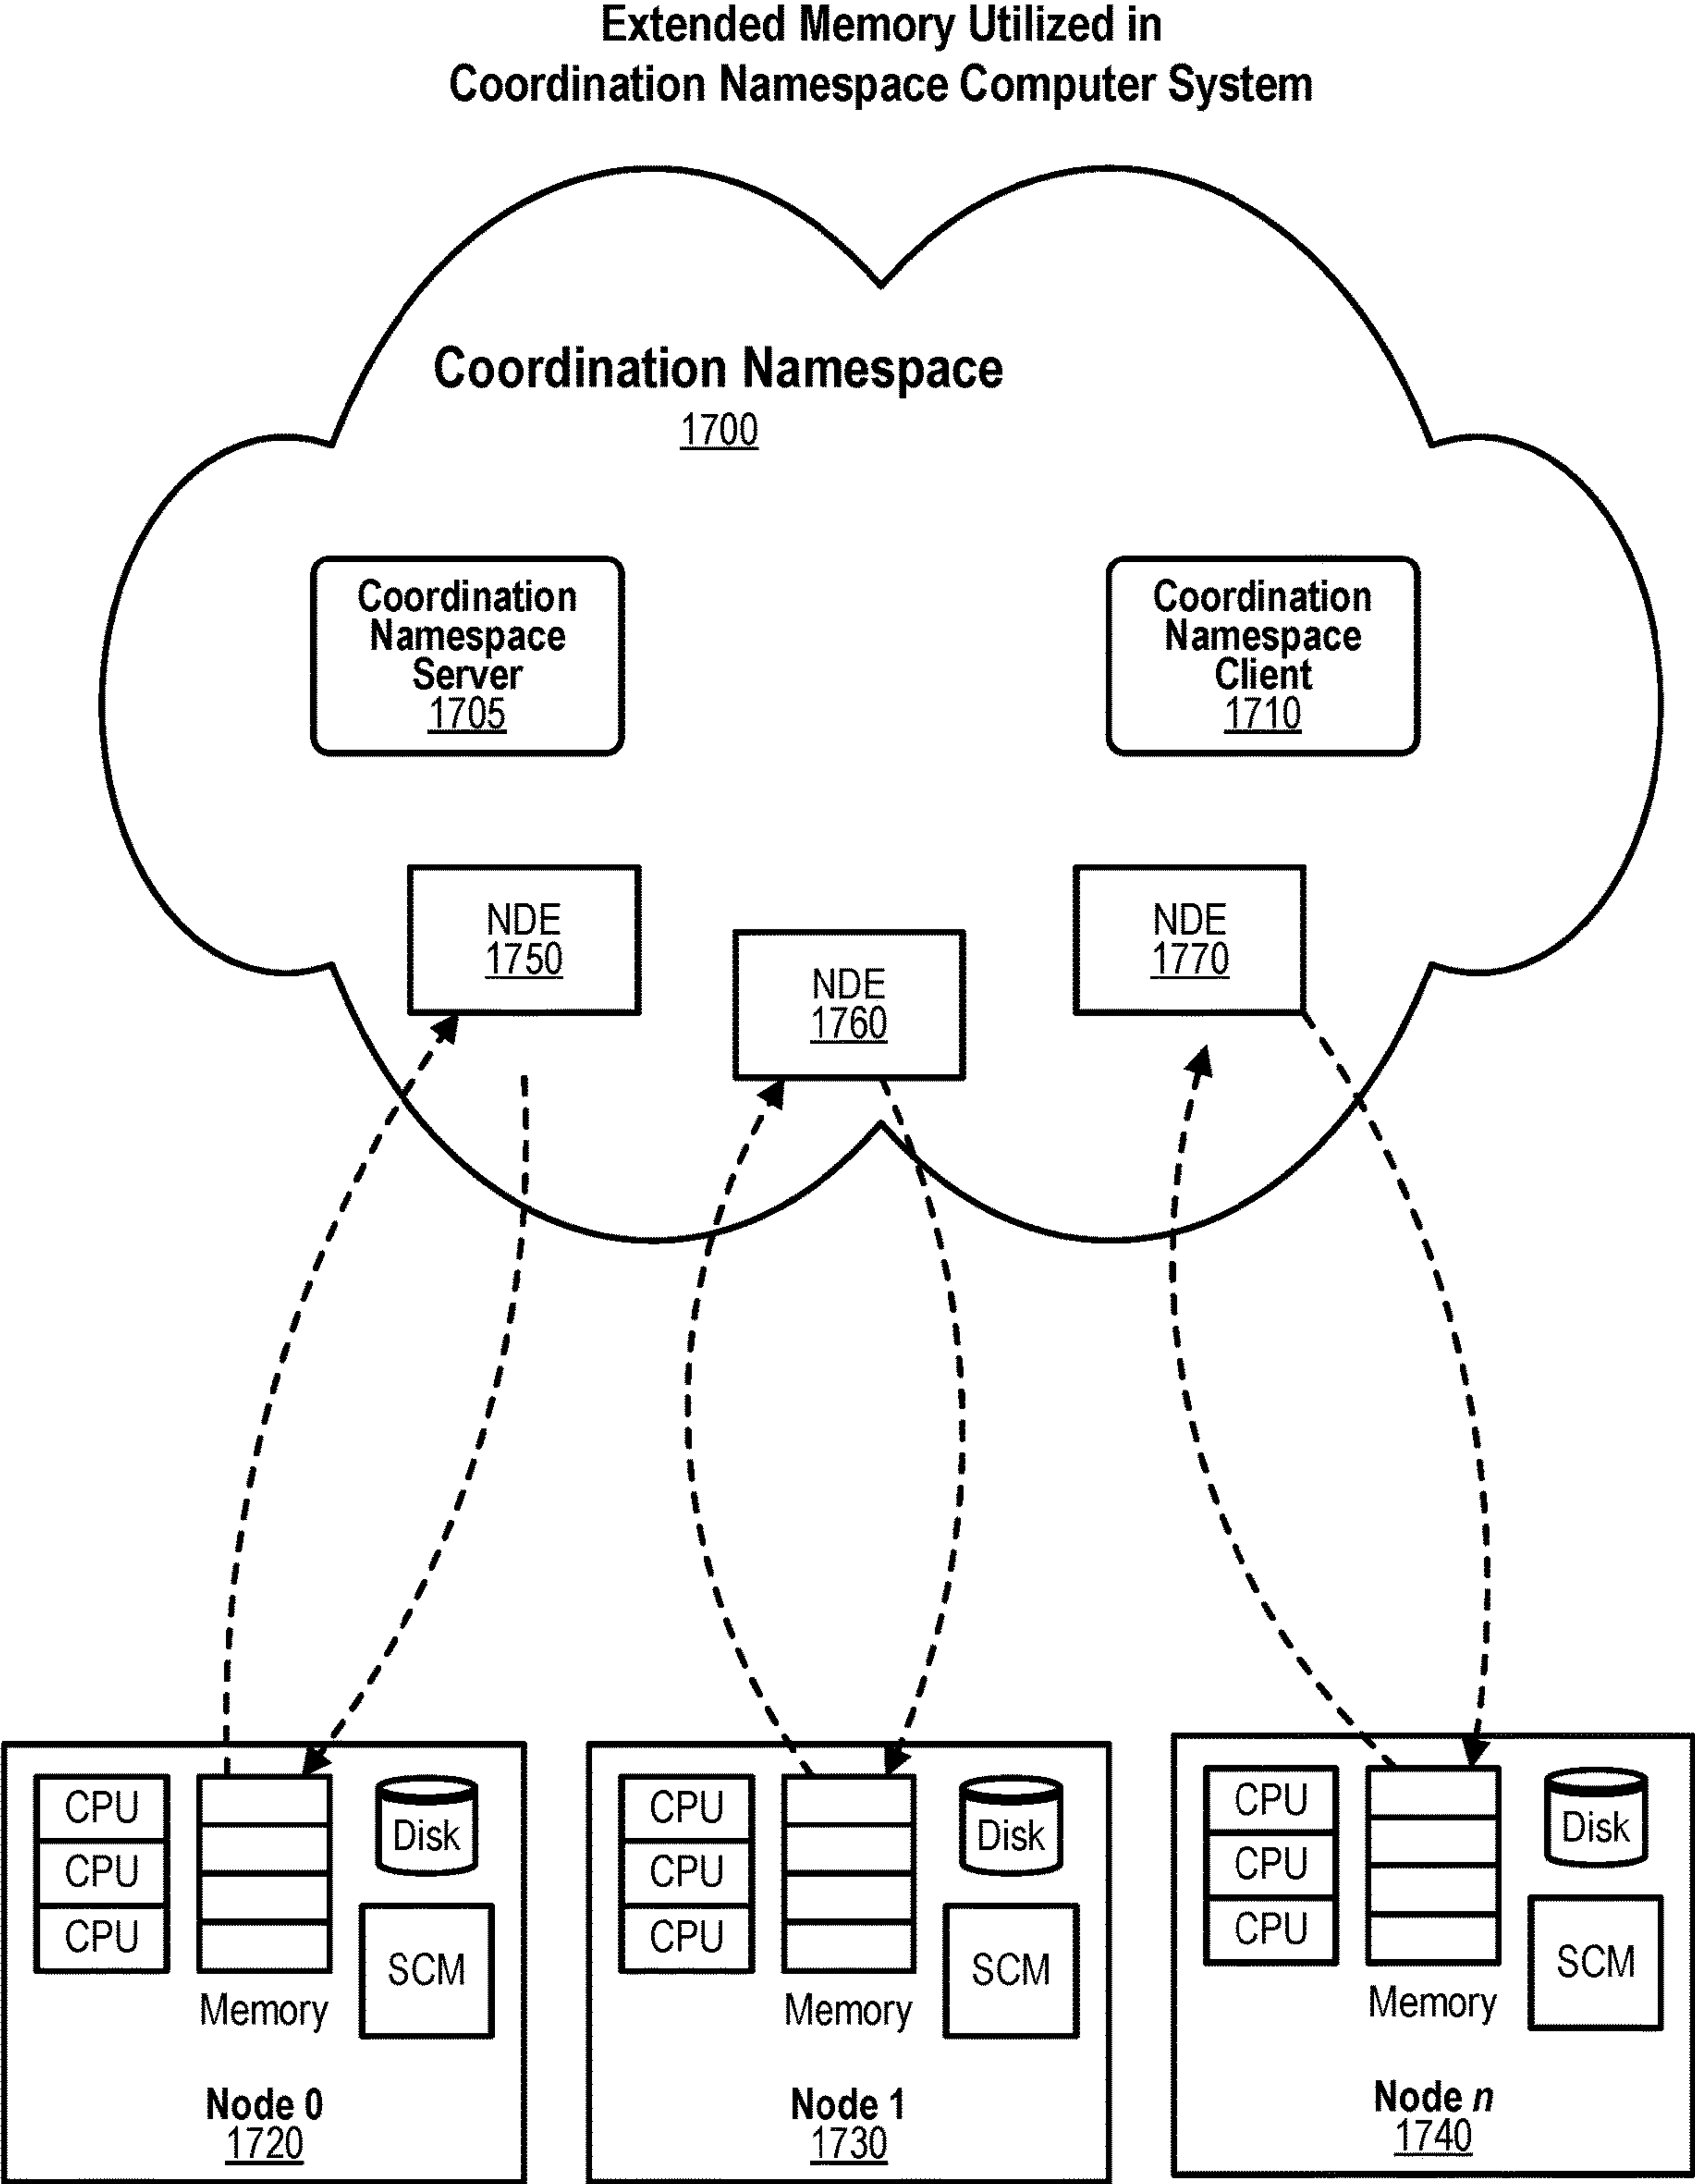 Extended Memory Utilized in
Coordination Namespace Computer System
Coordination Namespace
1700
Coordination
Namespace
Server
1705
Coordination
Namespace
Client
1710
NDE
1750
NDE
1760
NDE
1770
CPU
CPU
CPU
Memory
Disk
SCM
Node 0
1720
CPU
CPU
CPU
Memory
Disk
SCM
Node 1
1730
CPU
CPU
CPU
Memory
Disk
SCM
Node n
1740